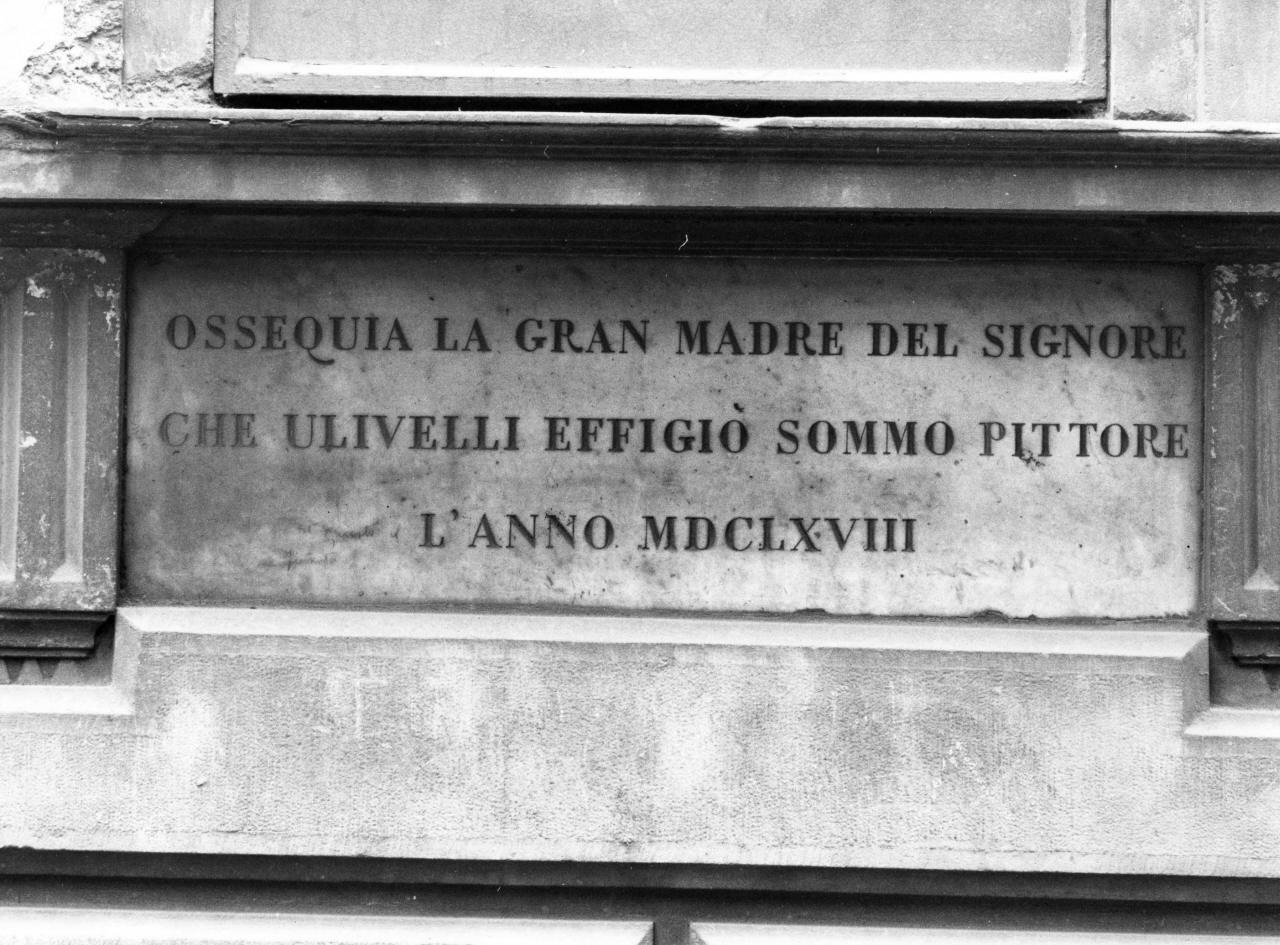 OSSEQUIA LA GRAN MADRE DEL SIGNORE
CHE ULIVELLI EFFIGIÒ SOMMO PITTORE
L'ANNO MDCLXVIII